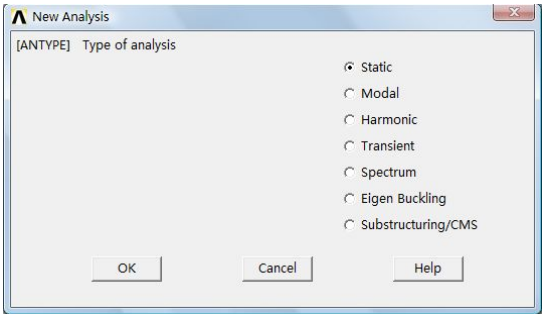 New Analysis
[ANTYPE] Type of analysis
Static
Modal
Harmonic
Transient
Spectrum
Eigen Buckling
Substructuring/CMS
OK Cancel Help